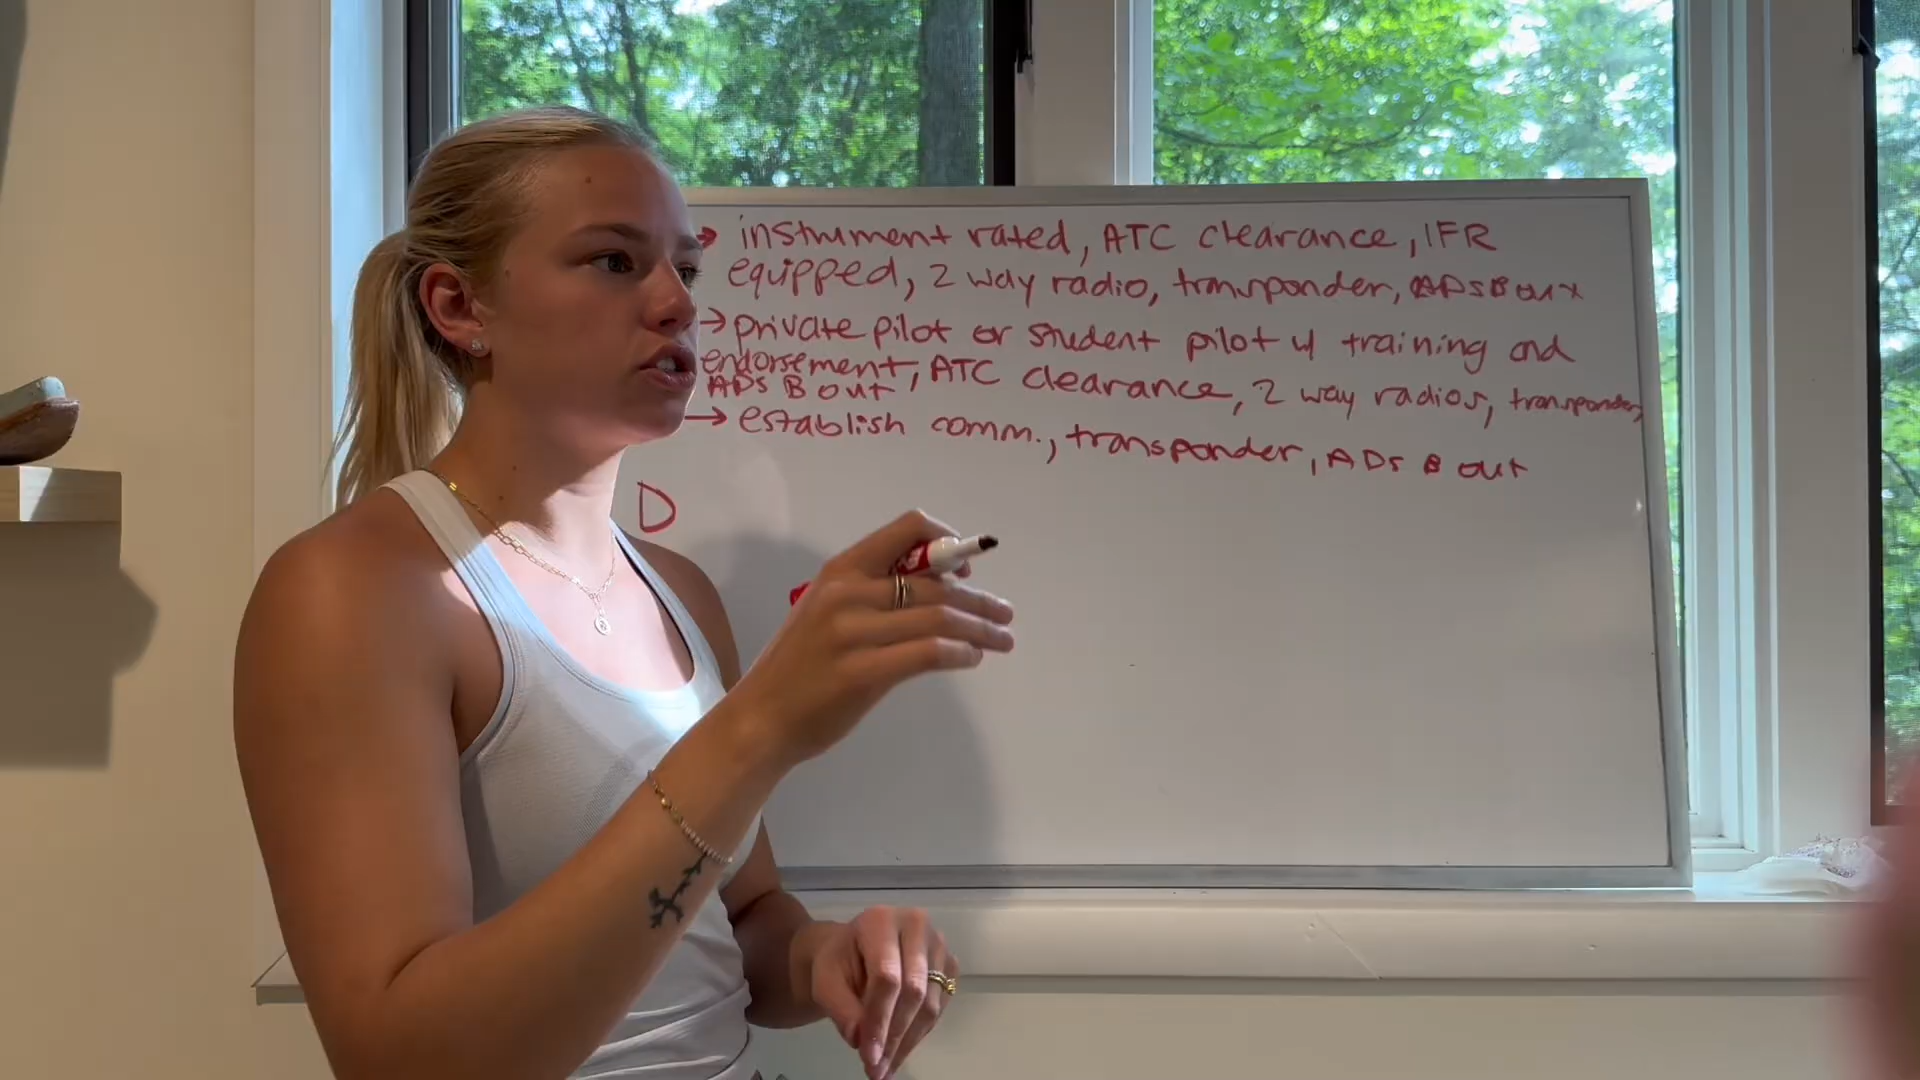 → instrument rated, ATC clearance, IFR
equipped, 2 way radio, transponder, ADSB out
→ private pilot or student pilot w/ training and
endorsement, ATC clearance, 2 way radios, transponder,
ADS B out
→ establish comm., transponder, ADS B out
D